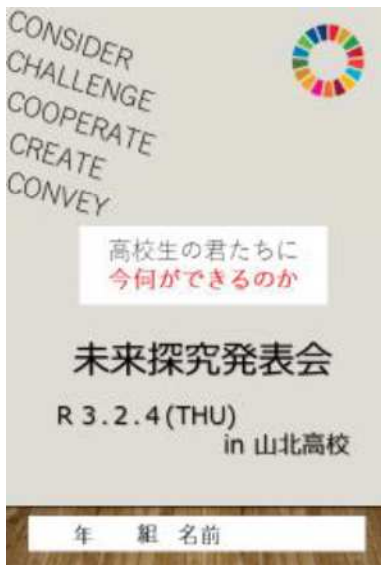 CONSIDER
CHALLENGE
COOPERATE
CREATE
CONVEY
高校生の君たちに
今何ができるのか
未来探究発表会
R 3.2.4(THU)
in 山北高校
年 組 名前